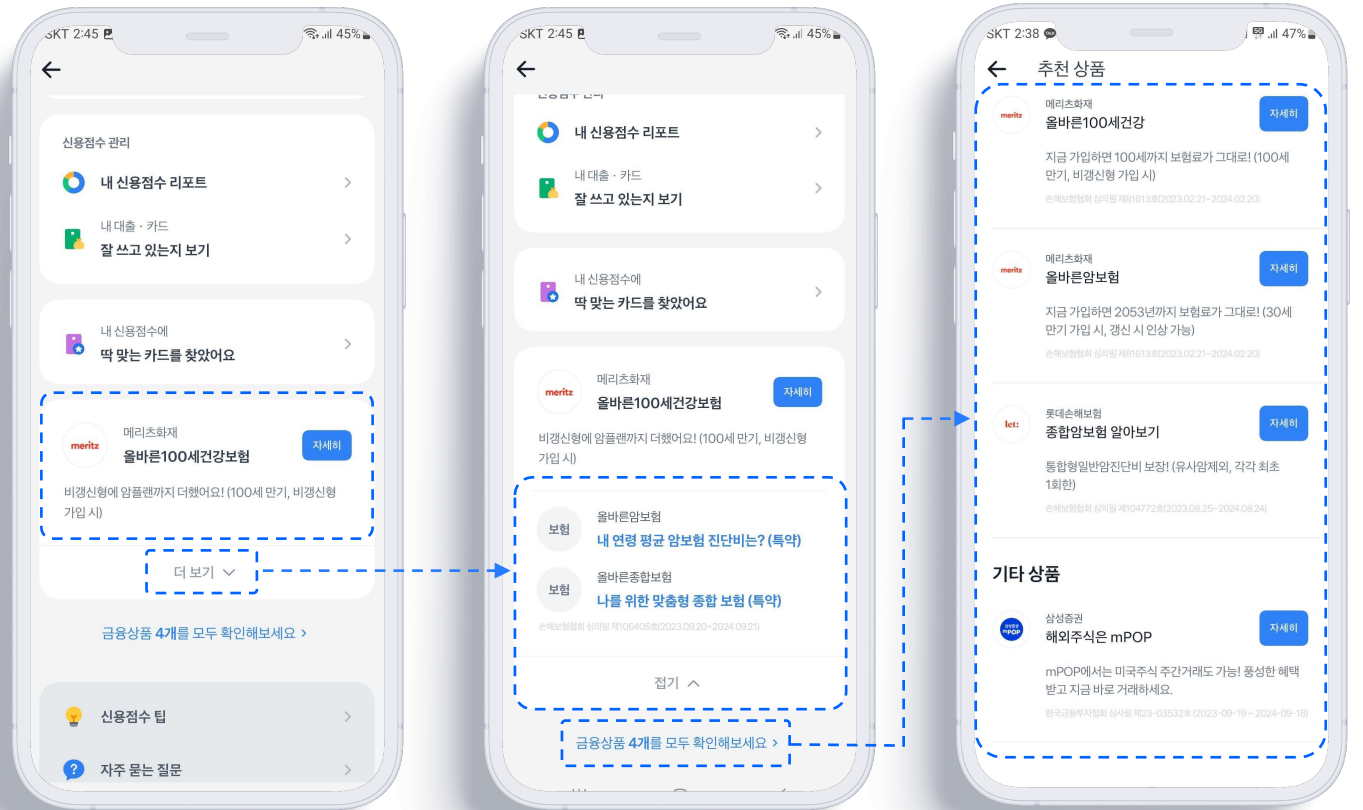 SKT 2:45
45%
신용점수 관리
내 신용점수 리포트
내 대출 · 카드
잘 쓰고 있는지 보기
내 신용점수에
딱 맞는 카드를 찾았어요
meritz
메리츠화재
올바른100세건강보험
자세히
비갱신형에 암플랜까지 더했어요! (100세 만기, 비갱신형
가입 시)
더 보기
금융상품 4개를 모두 확인해보세요 >
신용점수 팁
자주 묻는 질문
SKT 2:45
45%
신용점수 관리
내 신용점수 리포트
내 대출 · 카드
잘 쓰고 있는지 보기
내 신용점수에
딱 맞는 카드를 찾았어요
meritz
메리츠화재
올바른100세건강보험
자세히
비갱신형에 암플랜까지 더했어요! (100세 만기, 비갱신형
가입 시)
보험
올바른암보험
내 연령 평균 암보험 진단비는? (특약)
보험
올바른종합보험
나를 위한 맞춤형 종합 보험 (특약)
손해보험협회 심의필 제106405호(2023.09.20~2024.09.21)
접기
금융상품 4개를 모두 확인해보세요 >
SKT 2:38
5G
47%
추천 상품
meritz
메리츠화재
올바른100세건강
자세히
지금 가입하면 100세까지 보험료가 그대로! (100세
만기, 비갱신형 가입 시)
손해보험협회 심의필 제81613호(2023.02.21~2024.02.20)
meritz
메리츠화재
올바른암보험
자세히
지금 가입하면 2053년까지 보험료가 그대로! (30세
만기 가입 시, 갱신 시 인상 가능)
손해보험협회 심의필 제81613호(2023.02.21~2024.02.20)
let:
롯데손해보험
종합암보험 알아보기
자세히
통합형일반암진단비 보장! (유사암제외, 각각 최초
1회한)
손해보험협회 심의필 제104772호(2023.08.25~2024.08.24)
기타 상품
삼성증권
mPOP
삼성증권
해외주식은 mPOP
자세히
mPOP에서는 미국주식 주간거래도 가능! 풍성한 혜택
받고 지금 바로 거래하세요.
한국금융투자협회 심사필 제23-03532호 (2023-09-19 ~ 2024-09-18)